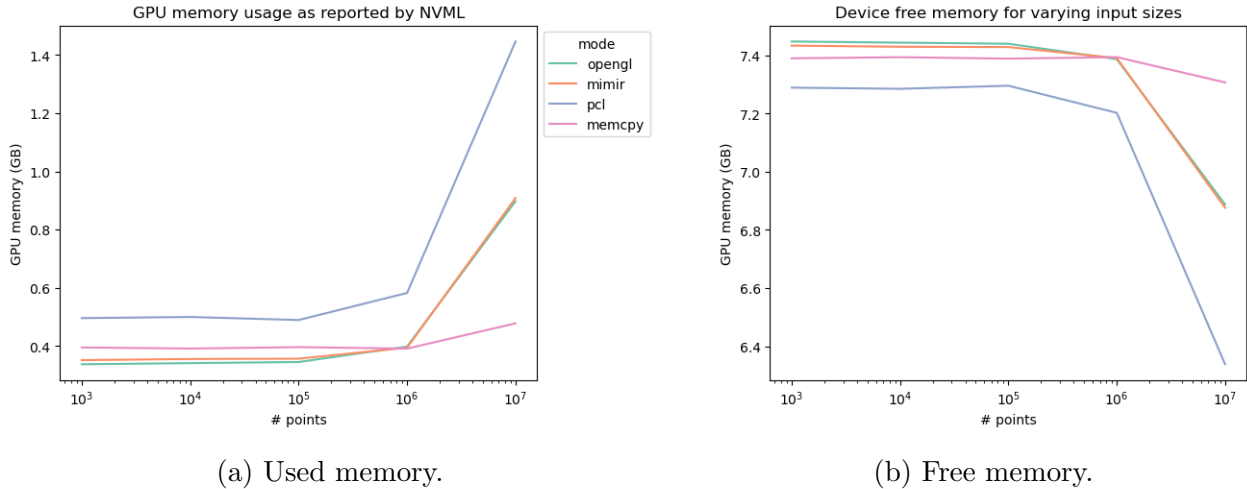 GPU memory usage as reported by NVML
GPU memory (GB)
1.4
1.2
1.0
0.8
0.6
0.4
10³ 10⁴ 10⁵ 10⁶ 10⁷
# points
mode
opengl
mimir
pcl
memcpy
(a) Used memory.
Device free memory for varying input sizes
GPU memory (GB)
7.4
7.2
7.0
6.8
6.6
6.4
10³ 10⁴ 10⁵ 10⁶ 10⁷
# points
(b) Free memory.